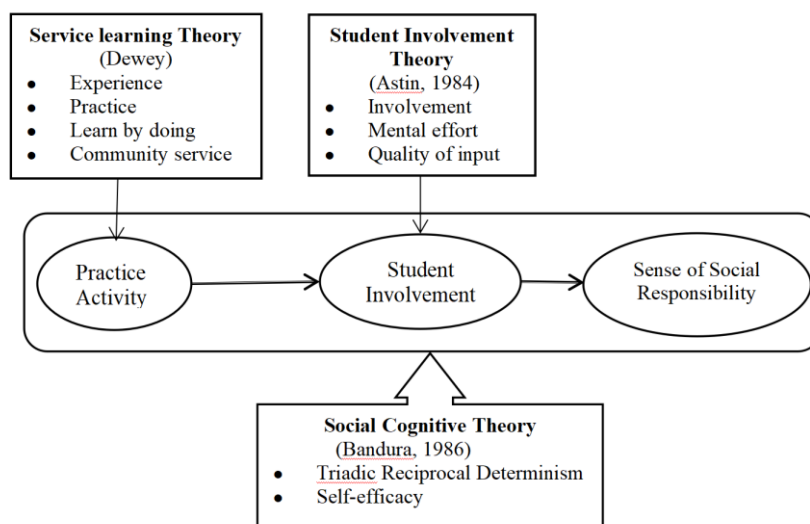 Service learning Theory
(Dewey)
● Experience
● Practice
● Learn by doing
● Community service
Student Involvement
Theory
(Astin, 1984)
● Involvement
● Mental effort
● Quality of input
Practice
Activity
Student
Involvement
Sense of Social
Responsibility
Social Cognitive Theory
(Bandura, 1986)
● Triadic Reciprocal Determinism
● Self-efficacy